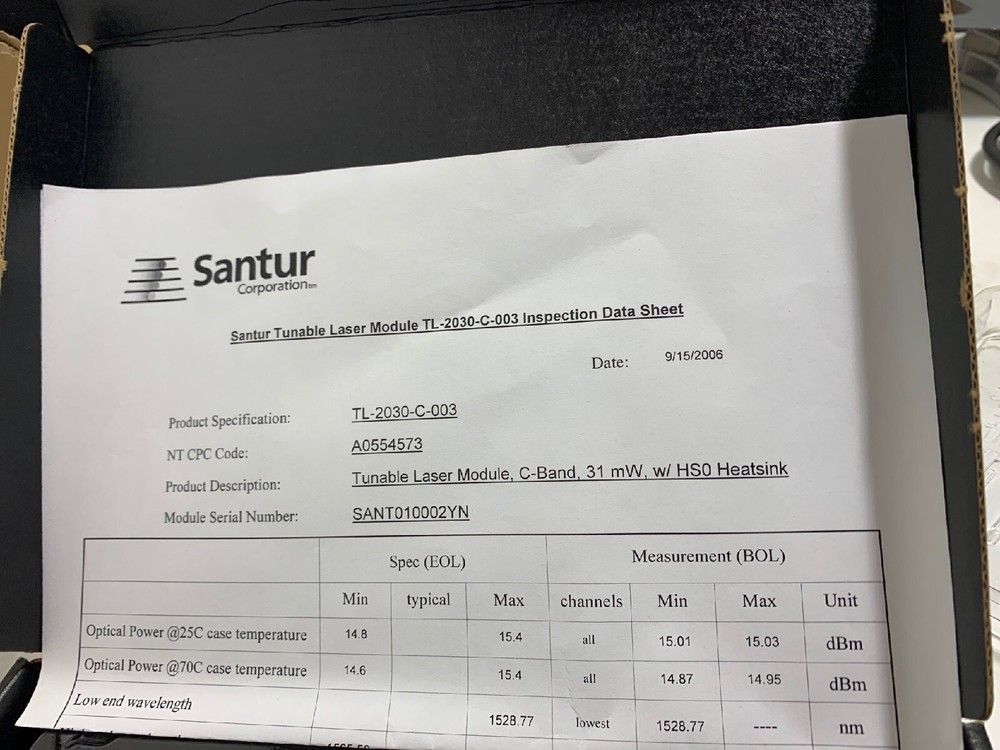 Santur
Corporation tm
Santur Tunable Laser Module TL-2030-C-003 Inspection Data Sheet
Date: 9/15/2006
Product Specification: TL-2030-C-003
NT CPC Code: A0554573
Product Description: Tunable Laser Module, C-Band, 31 mW, w/ HS0 Heatsink
Module Serial Number: SANT010002YN
Spec (EOL) Measurement (BOL)
Min typical Max channels Min Max Unit
Optical Power @25C case temperature 14.8 15.4 all 15.01 15.03 dBm
Optical Power @70C case temperature 14.6 15.4 all 14.87 14.95 dBm
Low end wavelength 1528.77 lowest 1528.77 ---- nm